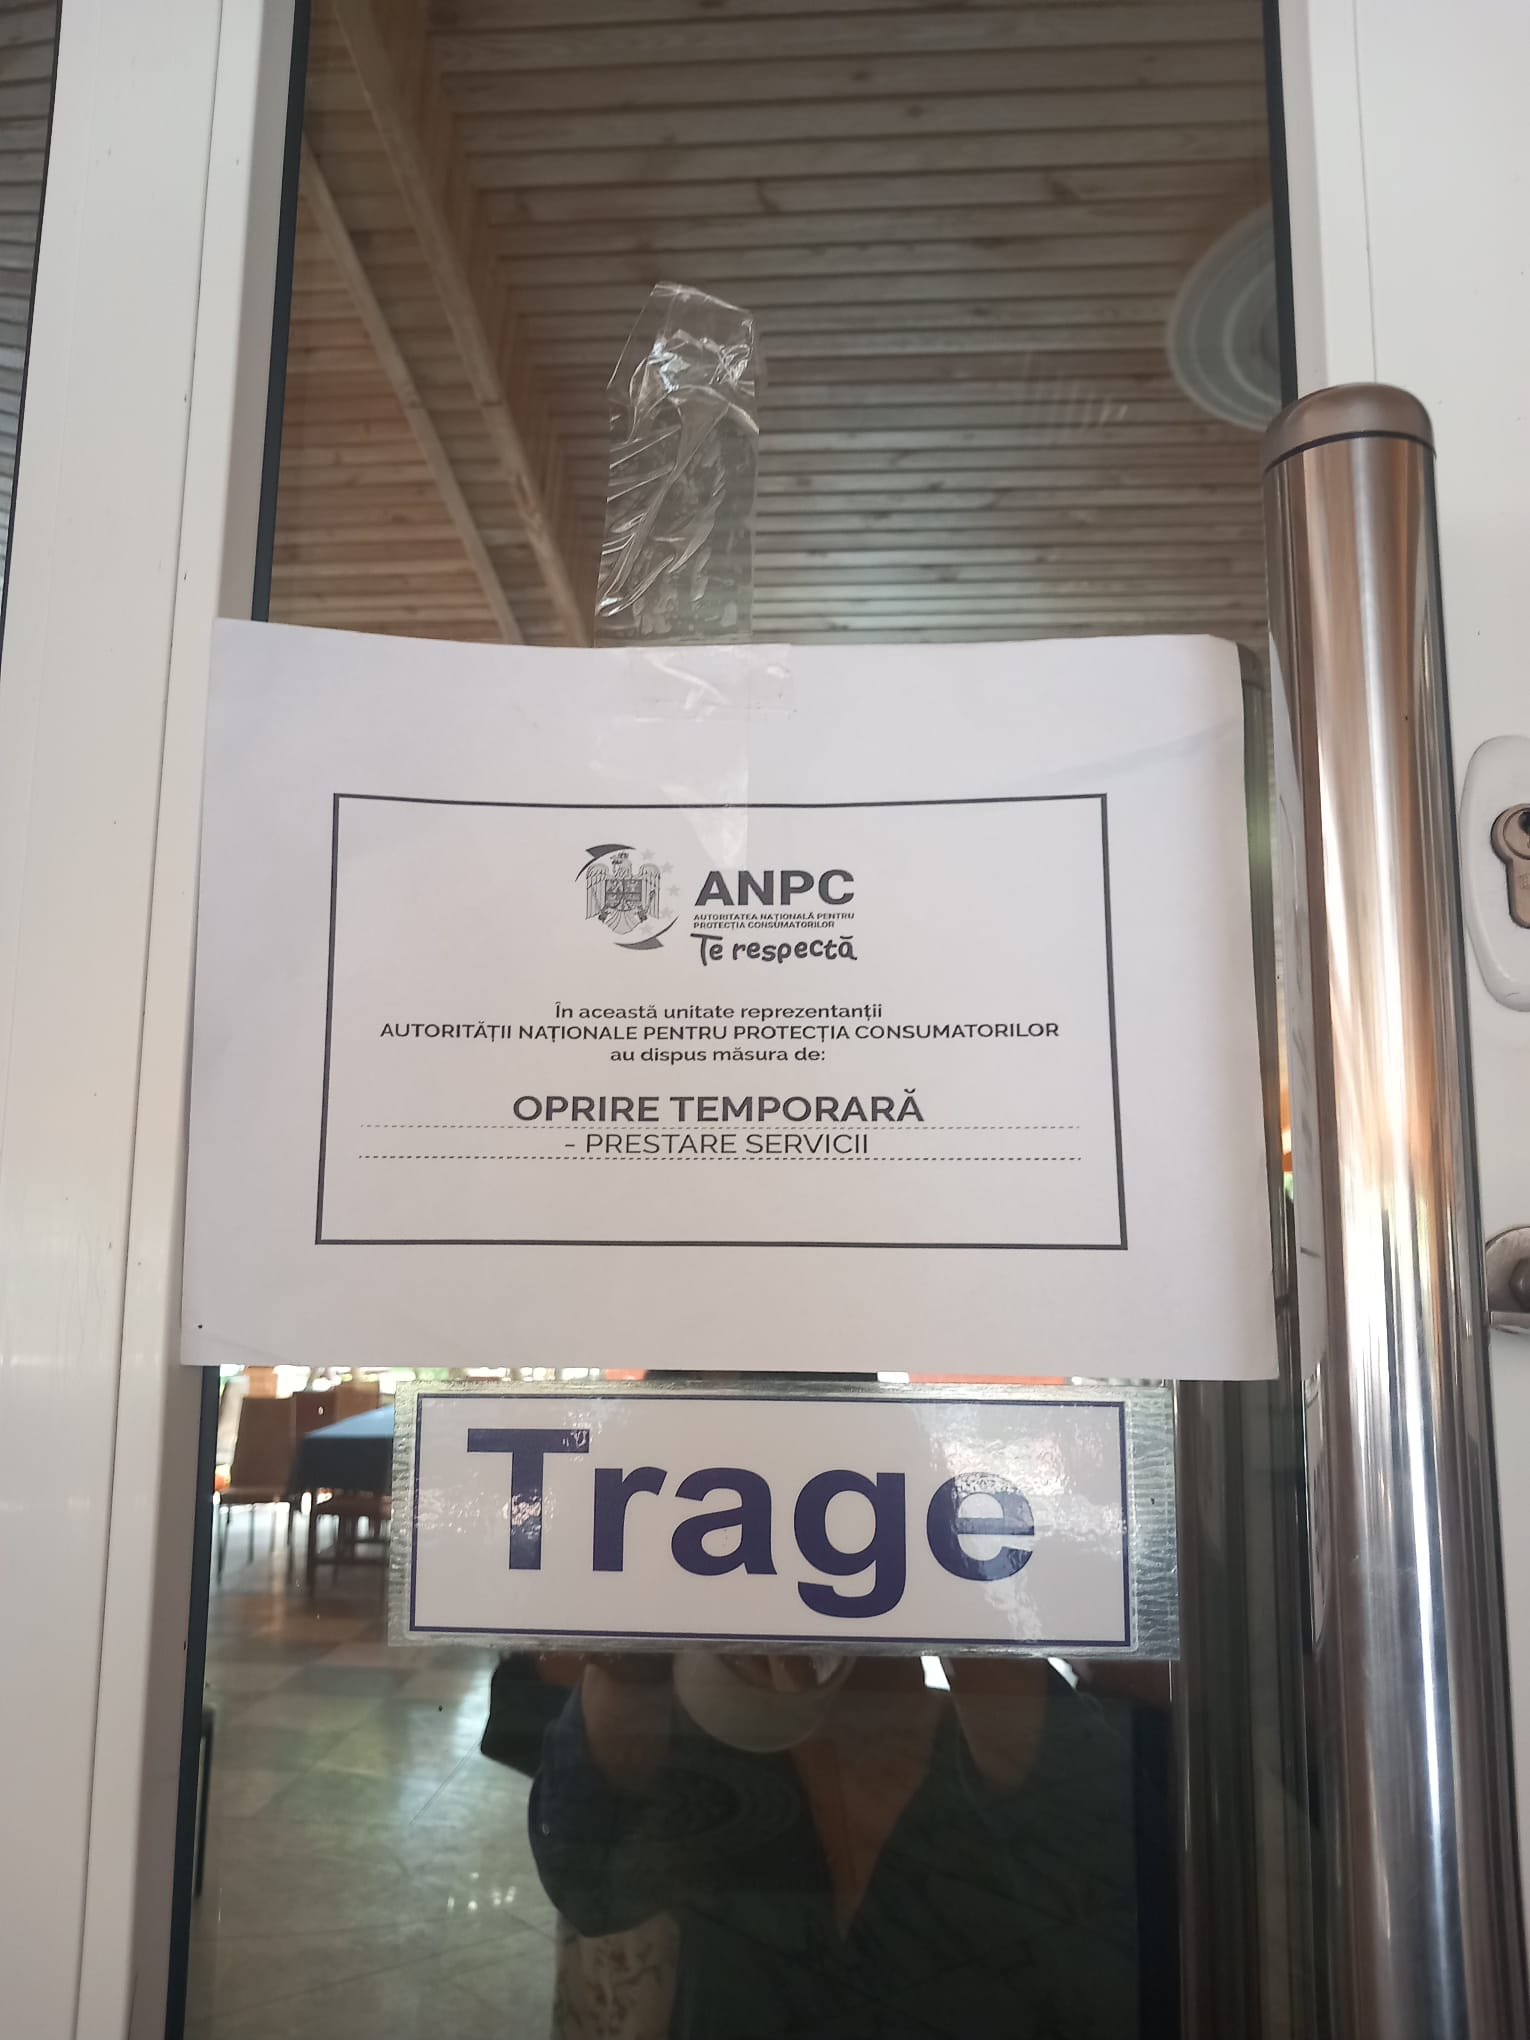 ANPC
AUTORITATEA NAȚIONALĂ PENTRU
PROTECȚIA CONSUMATORILOR
Te respectă
În această unitate reprezentanții
AUTORITĂȚII NAȚIONALE PENTRU PROTECȚIA CONSUMATORILOR
au dispus măsura de:
OPRIRE TEMPORARĂ
- PRESTARE SERVICII
Trage